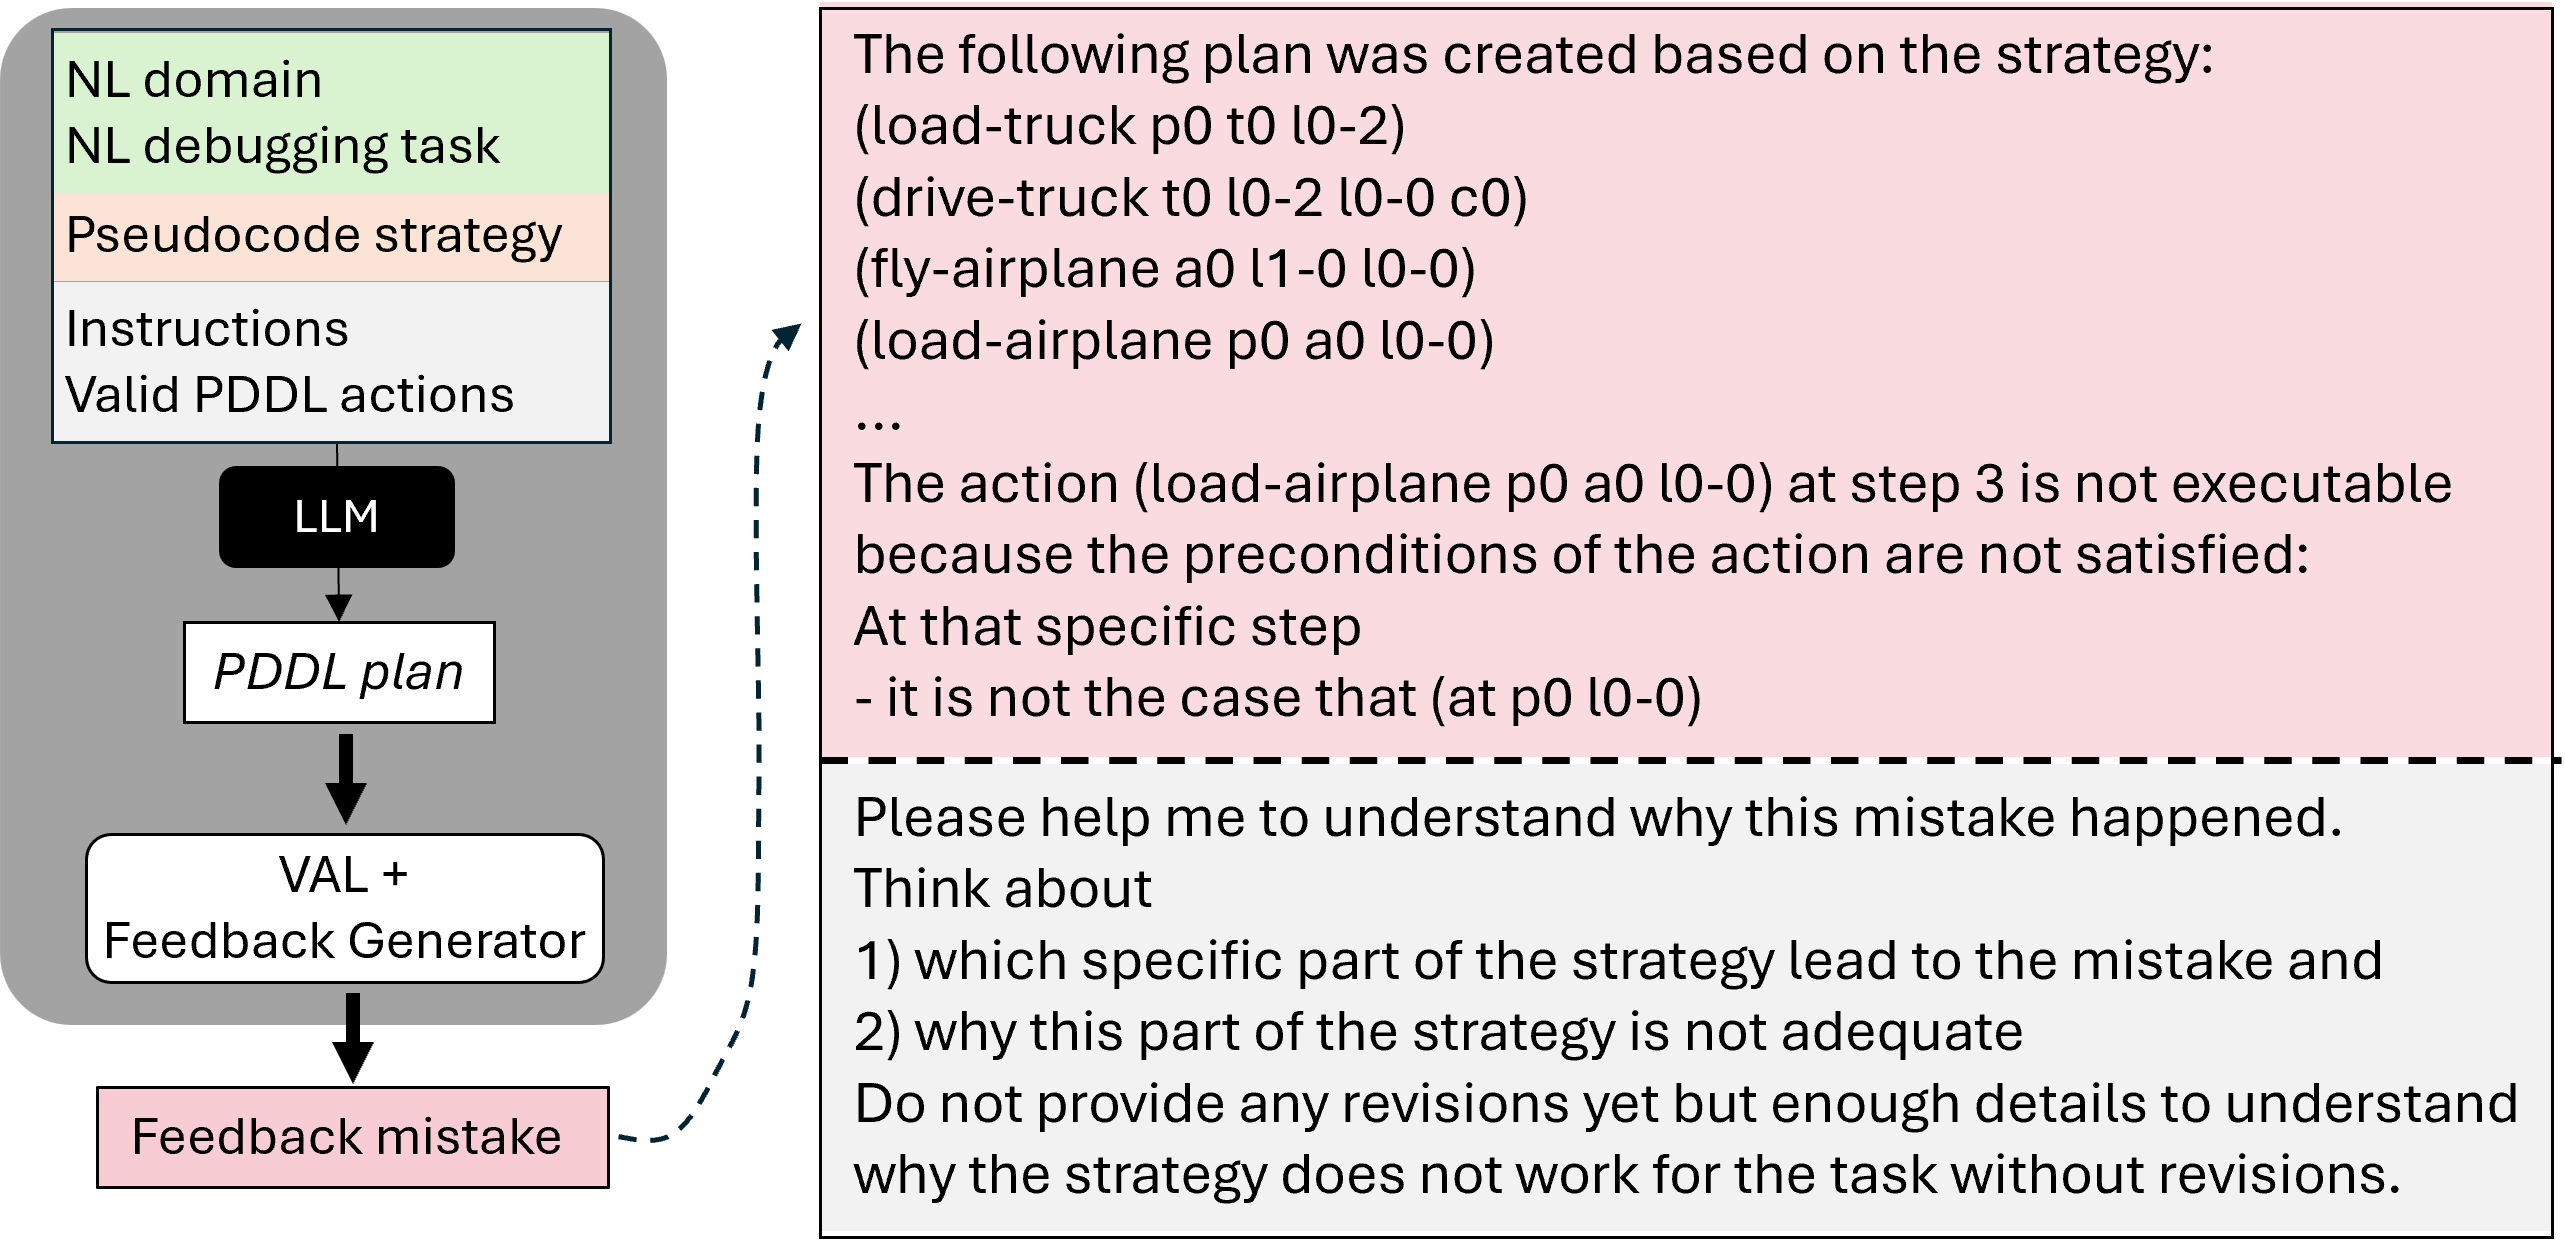 NL domain
NL debugging task
Pseudocode strategy
Instructions
Valid PDDL actions
LLM
PDDL plan
VAL +
Feedback Generator
Feedback mistake
The following plan was created based on the strategy:
(load-truck p0 t0 l0-2)
(drive-truck t0 l0-2 l0-0 c0)
(fly-airplane a0 l1-0 l0-0)
(load-airplane p0 a0 l0-0)
...
The action (load-airplane p0 a0 l0-0) at step 3 is not executable
because the preconditions of the action are not satisfied:
At that specific step
- it is not the case that (at p0 l0-0)
Please help me to understand why this mistake happened.
Think about
1) which specific part of the strategy lead to the mistake and
2) why this part of the strategy is not adequate
Do not provide any revisions yet but enough details to understand
why the strategy does not work for the task without revisions.